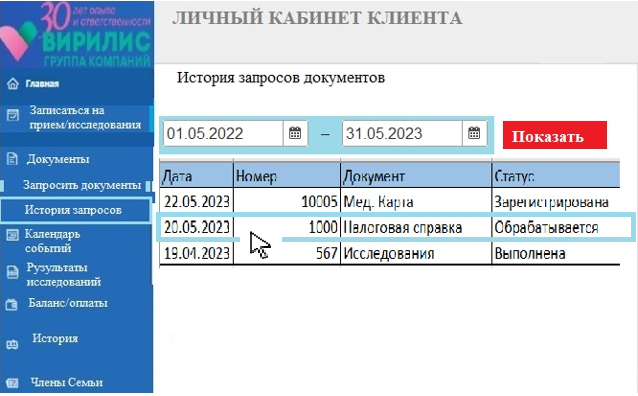 30 лет опыта
и ответственности
ВИРИЛИС
ГРУППА КОМПАНИЙ
Главная
Записаться на
прием/исследования
Документы
Запросить документы
История запросов
Календарь
событий
Рузультаты
исследований
Баланс/оплаты
История
Члены Семьи
ЛИЧНЫЙ КАБИНЕТ КЛИЕНТА
История запросов документов
01.05.2022 – 31.05.2023 Показать
Дата Номер Документ Статус
22.05.2023 10005 Мед. Карта Зарегистрирована
20.05.2023 1000 Налоговая справка Обрабатывается
19.04.2023 567 Исследования Выполнена